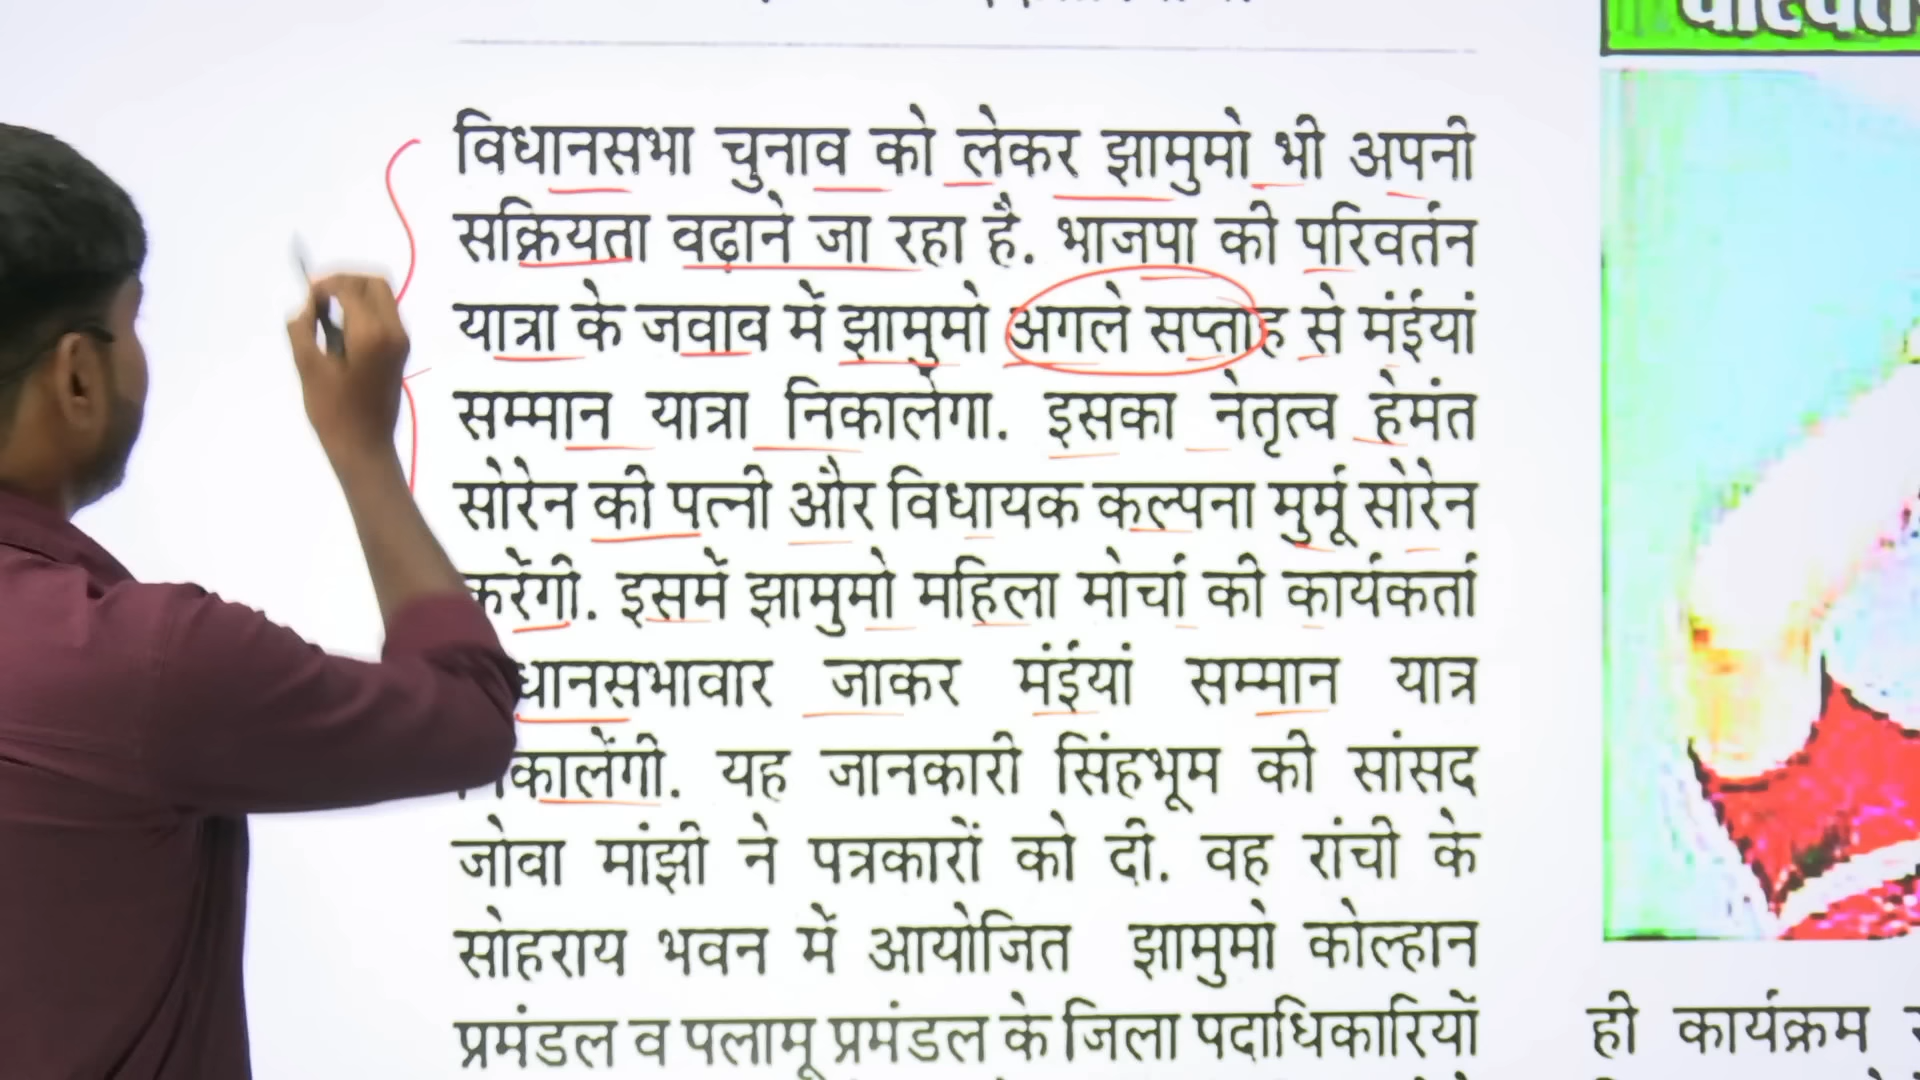 विधानसभा चुनाव को लेकर झामुमो भी अपनी
सक्रियता बढ़ाने जा रहा है. भाजपा की परिवर्तन
यात्रा के जवाब में झामुमो अगले सप्ताह से मंईयां
सम्मान यात्रा निकालेगा. इसका नेतृत्व हेमंत
सोरेन की पत्नी और विधायक कल्पना मुर्मू सोरेन
करेंगी. इसमें झामुमो महिला मोर्चा की कार्यकर्ता
धानसभावार जाकर मंईयां सम्मान यात्र
कालेंगी. यह जानकारी सिंहभूम की सांसद
जोबा मांझी ने पत्रकारों को दी. वह रांची के
सोहराय भवन में आयोजित झामुमो कोल्हान
प्रमंडल व पलामू प्रमंडल के जिला पदाधिकारियों
ही कार्यक्रम